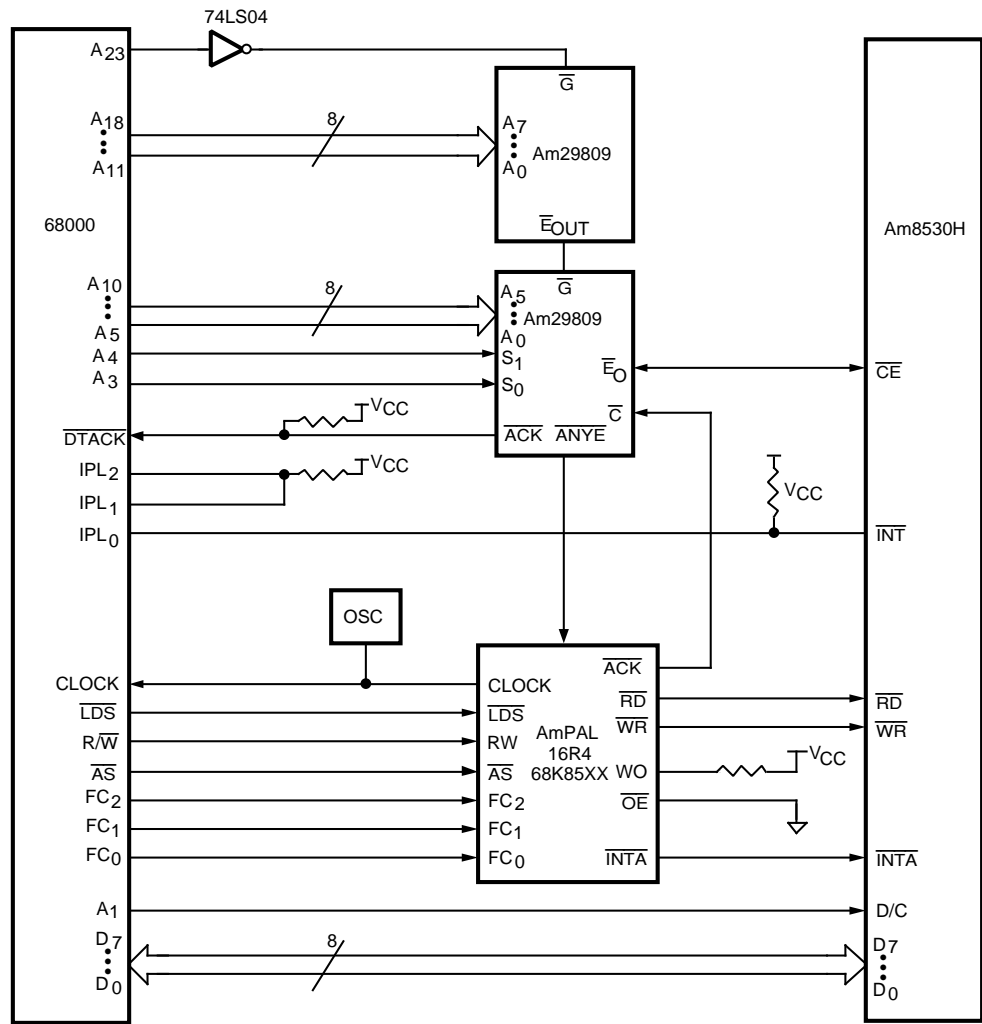 74LS04
A23
G
A18
A11
8
A7
A0
Am29809
EOUT
68000
Am8530H
A10
A5
8
G
A5
A0
Am29809
A4
S1
A3
S0
EO
CE
C
VCC
DTACK
ACK ANYE
IPL2
VCC
IPL1
VCC
IPL0
INT
OSC
CLOCK
CLOCK
ACK
LDS
LDS
RD
RD
R/W
RW
AmPAL
16R4
68K85XX
WR
WR
AS
AS
WO
VCC
FC2
FC2
OE
FC1
FC1
FC0
FC0
INTA
INTA
A1
D/C
D7
D0
8
D7
D0